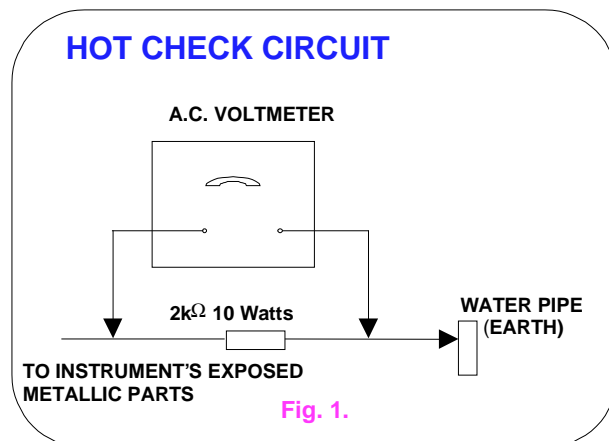 HOT CHECK CIRCUIT
A.C. VOLTMETER
2kΩ 10 Watts
WATER PIPE
(EARTH)
TO INSTRUMENT'S EXPOSED
METALLIC PARTS
Fig. 1.